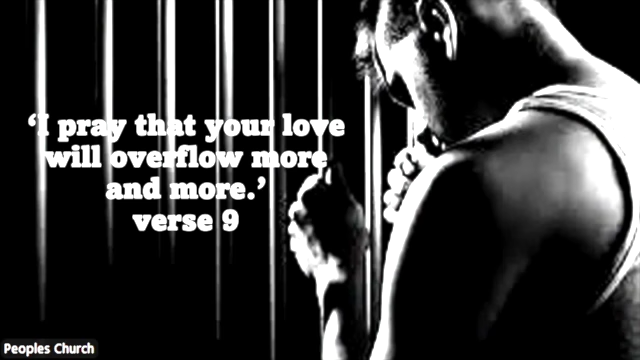 ‘I pray that your love
will overflow more
and more.’
verse 9
Peoples Church